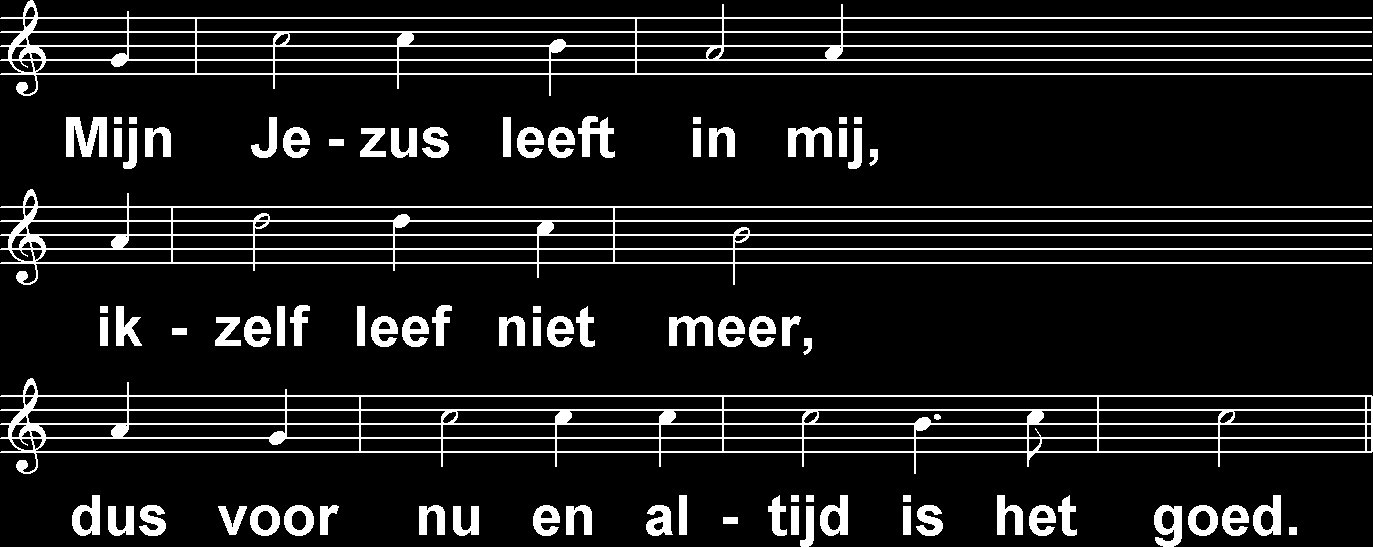 Mijn Je - zus leeft in mij,
ik - zelf leef niet meer,
dus voor nu en al - tijd is het goed.